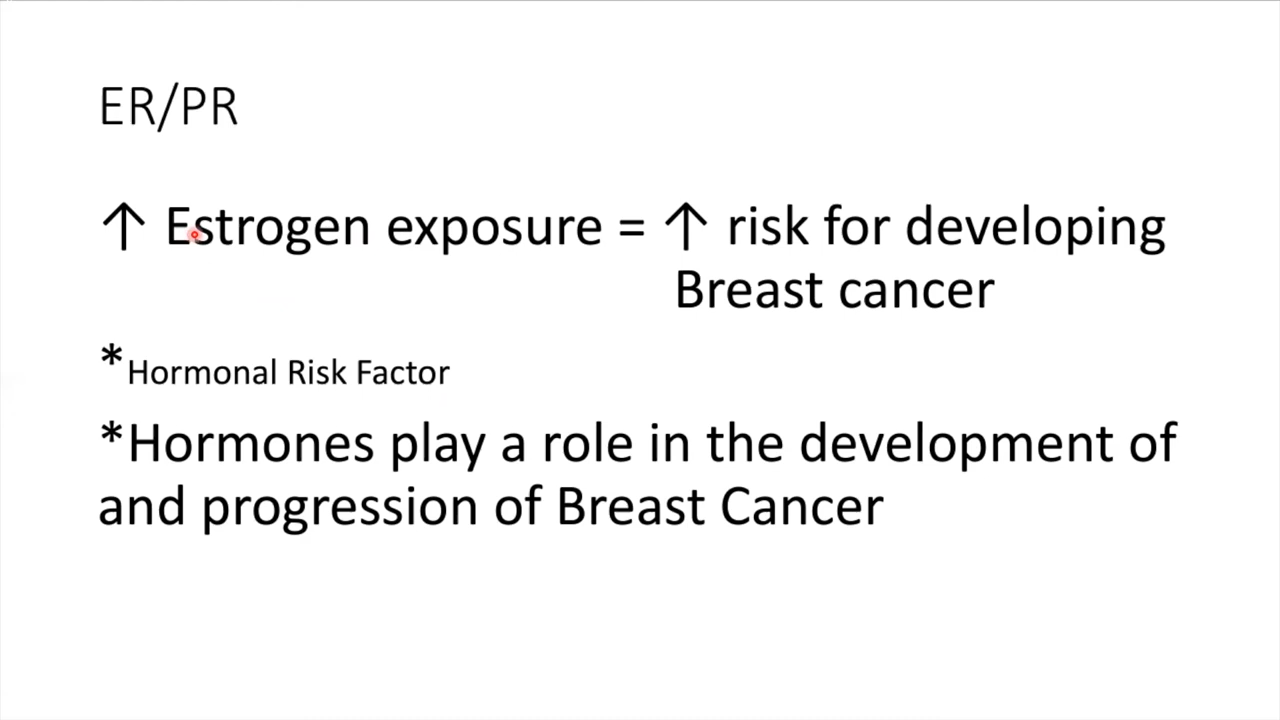 ER/PR
↑ Estrogen exposure = ↑ risk for developing
Breast cancer
*Hormonal Risk Factor
*Hormones play a role in the development of
and progression of Breast Cancer